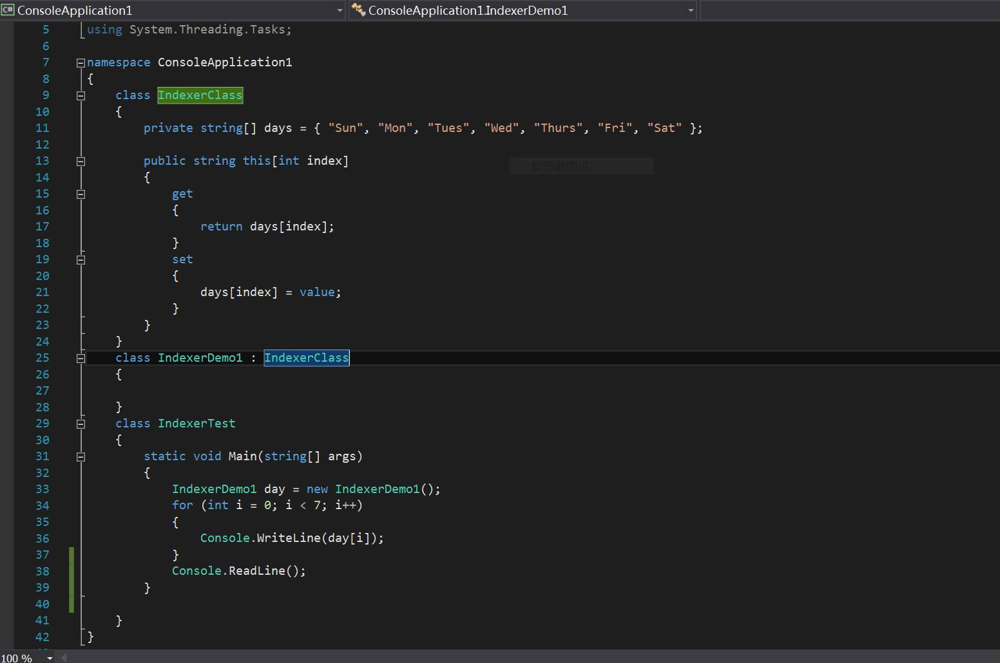 C# ConsoleApplication1 ConsoleApplication1.IndexerDemo1
5 using System.Threading.Tasks;
6
7 namespace ConsoleApplication1
8 {
9 class IndexerClass
10 {
11 private string[] days = { "Sun", "Mon", "Tues", "Wed", "Thurs", "Fri", "Sat" };
12
13 public string this[int index]
矩形截图(R)
14 {
15 get
16 {
17 return days[index];
18 }
19 set
20 {
21 days[index] = value;
22 }
23 }
24 }
25 class IndexerDemo1 : IndexerClass
26 {
27
28 }
29 class IndexerTest
30 {
31 static void Main(string[] args)
32 {
33 IndexerDemo1 day = new IndexerDemo1();
34 for (int i = 0; i < 7; i++)
35 {
36 Console.WriteLine(day[i]);
37 }
38 Console.ReadLine();
39 }
40
41 }
42 }
100 %